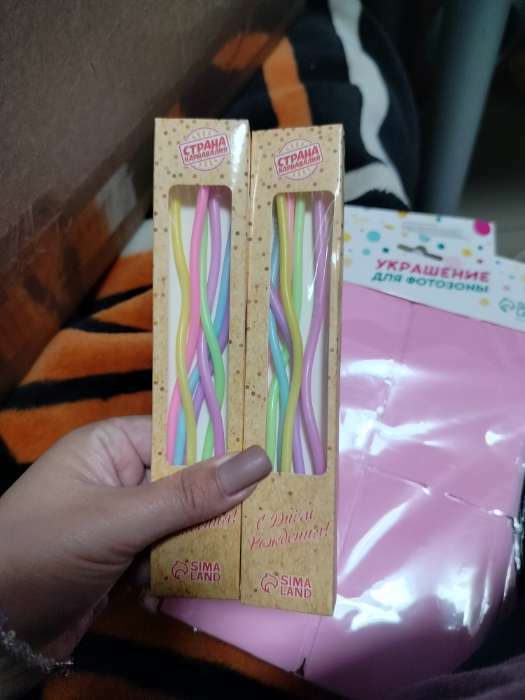 СТРАНА
КАРНАВАЛИЯ
СТРАНА
КАРНАВАЛИЯ
УКРАШЕНИЕ
ДЛЯ ФОТОЗОНЫ
С Днём
Рождения!
SIMA
LAND
SIMA
LAND